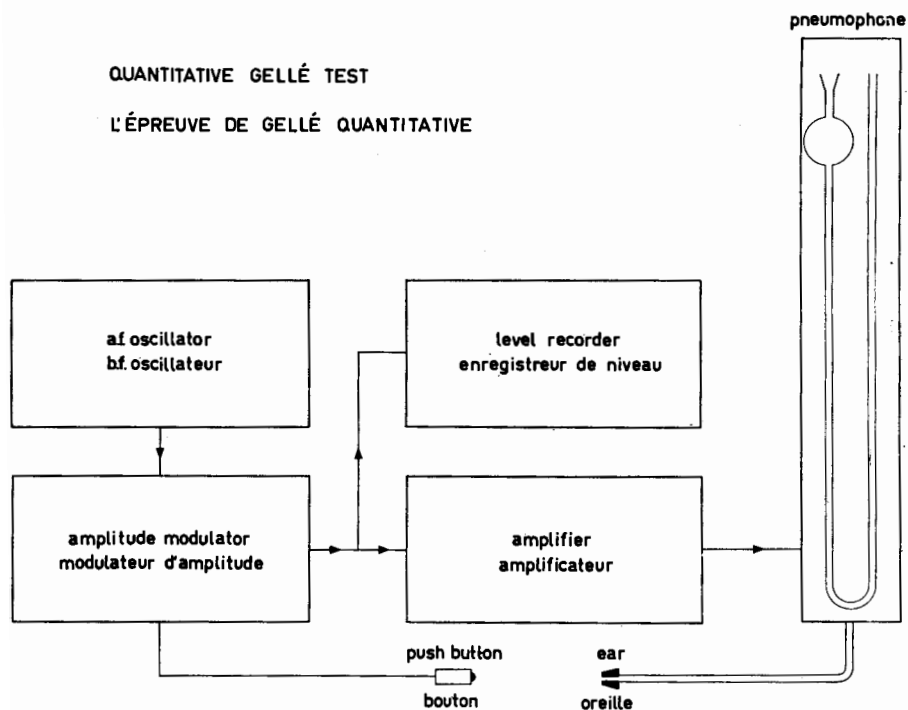 pneumophone
QUANTITATIVE GELLÉ TEST
L'ÉPREUVE DE GELLÉ QUANTITATIVE
a.f. oscillator
b.f. oscillateur
level recorder
enregistreur de niveau
amplitude modulator
modulateur d'amplitude
amplifier
amplificateur
push button
bouton
ear
oreille